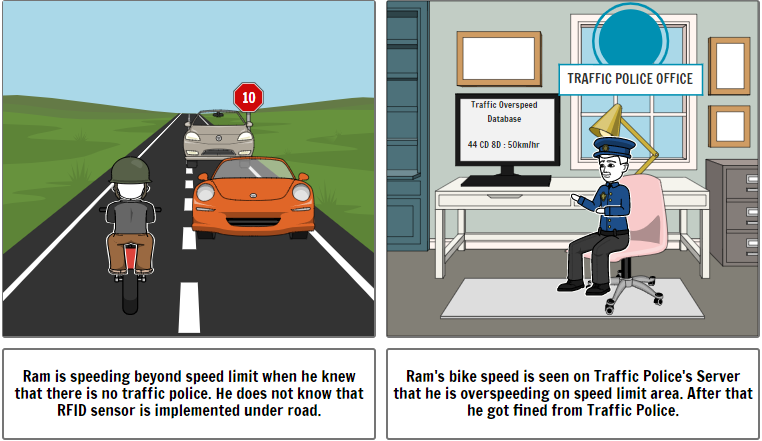 10
TRAFFIC POLICE OFFICE
Traffic Overspeed
Database
44 CD 8D : 50km/hr
Ram is speeding beyond speed limit when he knew
that there is no traffic police. He does not know that
RFID sensor is implemented under road.
Ram's bike speed is seen on Traffic Police's Server
that he is overspeeding on speed limit area. After that
he got fined from Traffic Police.